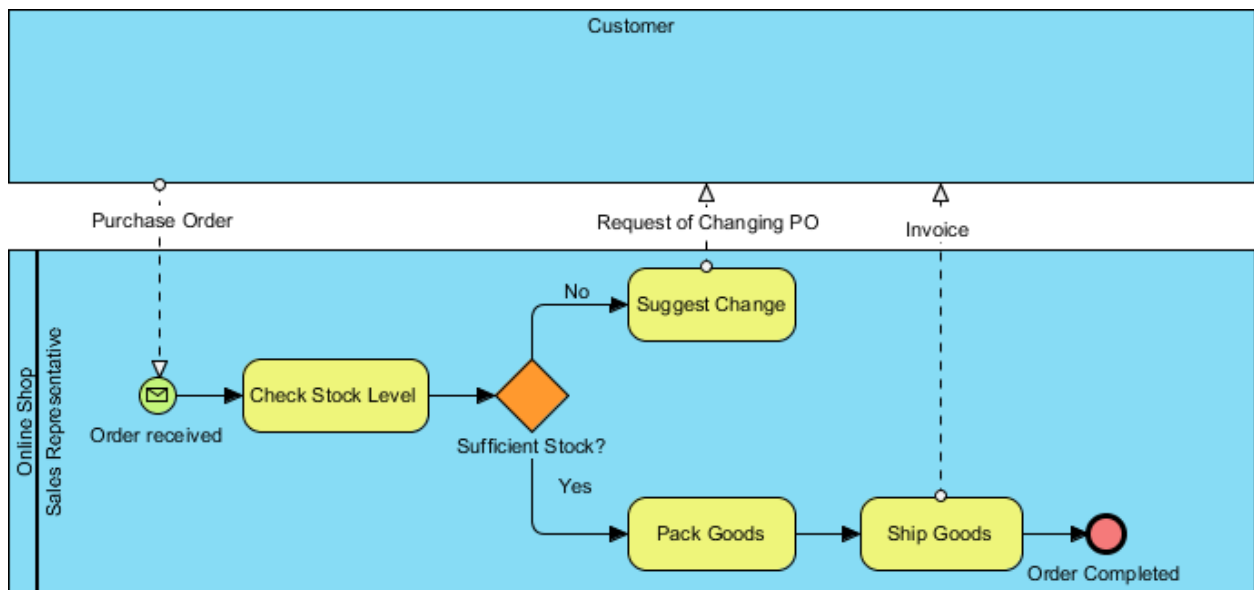 Customer
Purchase Order
Request of Changing PO
Invoice
Online Shop
Sales Representative
No
Suggest Change
Order received
Check Stock Level
Sufficient Stock?
Yes
Pack Goods
Ship Goods
Order Completed